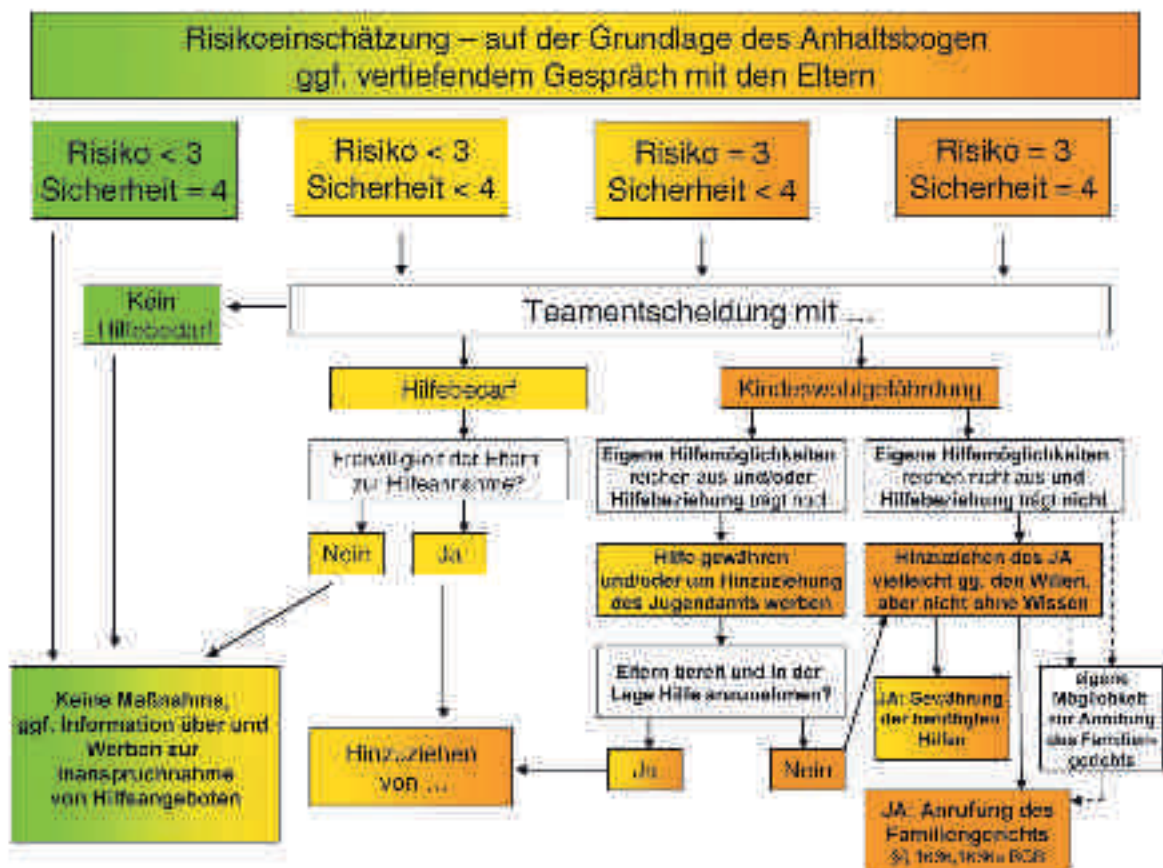 Risikoeinschätzung – auf der Grundlage des Anhaltsbogen
ggf. vertiefendem Gespräch mit den Eltern
Risiko < 3
Sicherheit = 4
Risiko < 3
Sicherheit < 4
Risiko = 3
Sicherheit < 4
Risiko = 3
Sicherheit = 4
Kein
Hilfebedarf
Teamentscheidung mit ...
Hilfebedarf
Kindeswohlgefährdung
Freiwilligkeit der Eltern
zur Hilfeannahme?
Eigene Hilfemöglichkeiten
reichen aus und/oder
Hilfebeziehung trägt noch
Eigene Hilfemöglichkeiten
reichen nicht aus und
Hilfebeziehung trägt nicht
Nein
Ja
Hilfe gewähren
und/oder um Hinzuziehung
des Jugendamts werben
Hinzuziehen des JA
vielleicht gg. den Willen,
aber nicht ohne Wissen
Keine Maßnahme,
ggf. Information über und
Werben zur
Inanspruchnahme
von Hilfsangeboten
Eltern bereit und in der
Lage Hilfe anzunehmen?
JA: Gewährung
der benötigten
Hilfen
eigene
Möglichkeit
zur Anrufung
des Familien-
gerichts
Hinzuziehen
von ...
Ja
Nein
JA: Anrufung des
Familiengerichts
BGB